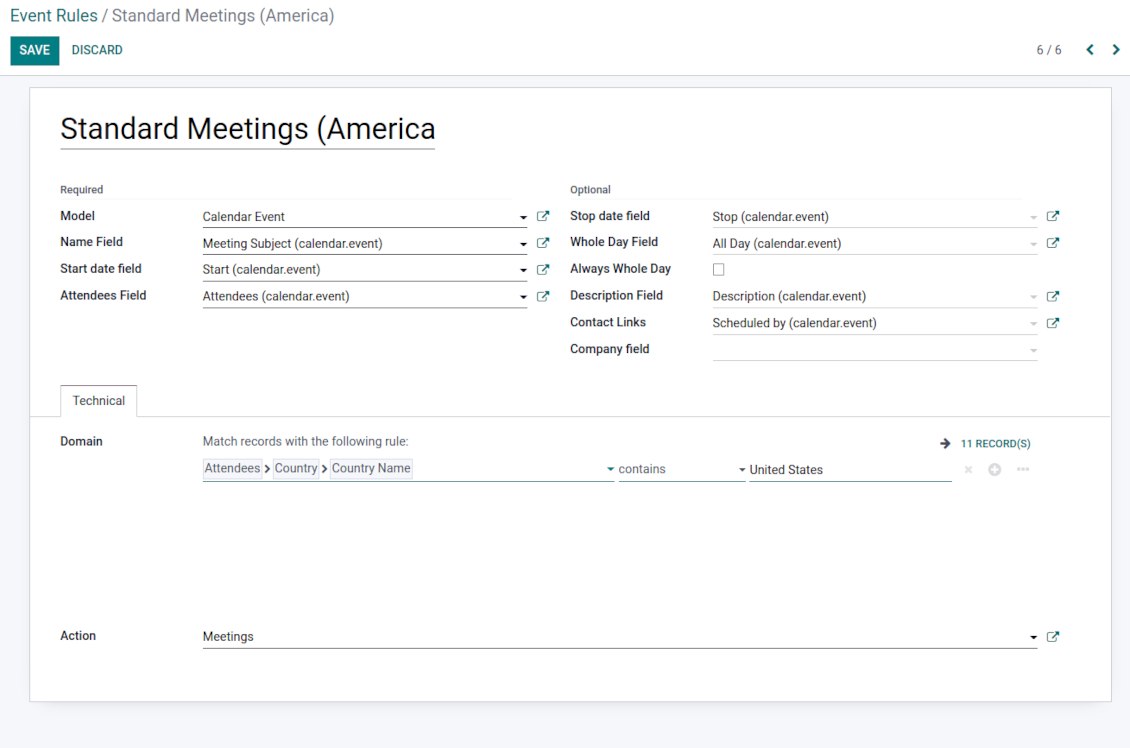 Event Rules / Standard Meetings (America)
SAVE DISCARD 6 / 6
Standard Meetings (America
Required
Model Calendar Event
Name Field Meeting Subject (calendar.event)
Start date field Start (calendar.event)
Attendees Field Attendees (calendar.event)
Optional
Stop date field Stop (calendar.event)
Whole Day Field All Day (calendar.event)
Always Whole Day
Description Field Description (calendar.event)
Contact Links Scheduled by (calendar.event)
Company field
Technical
Domain Match records with the following rule: 11 RECORD(S)
Attendees Country Country Name contains United States
Action Meetings